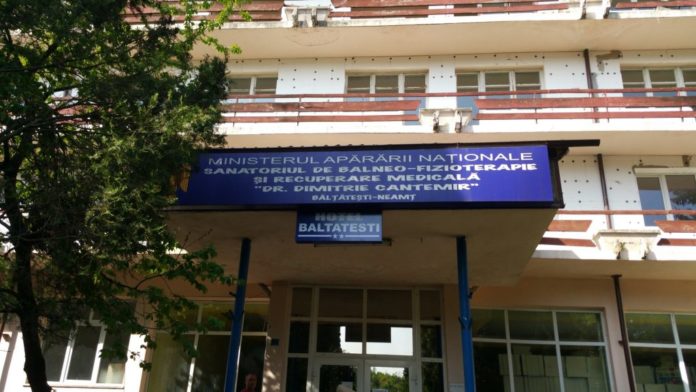 MINISTERUL APĂRĂRII NAȚIONALE
SANATORIUL DE BALNEO-FIZIOTERAPIE
ȘI RECUPERARE MEDICALĂ
"DR. DIMITRIE CANTEMIR"
BĂLȚĂTEȘTI-NEAMȚ
HOTEL
BALTATESTI